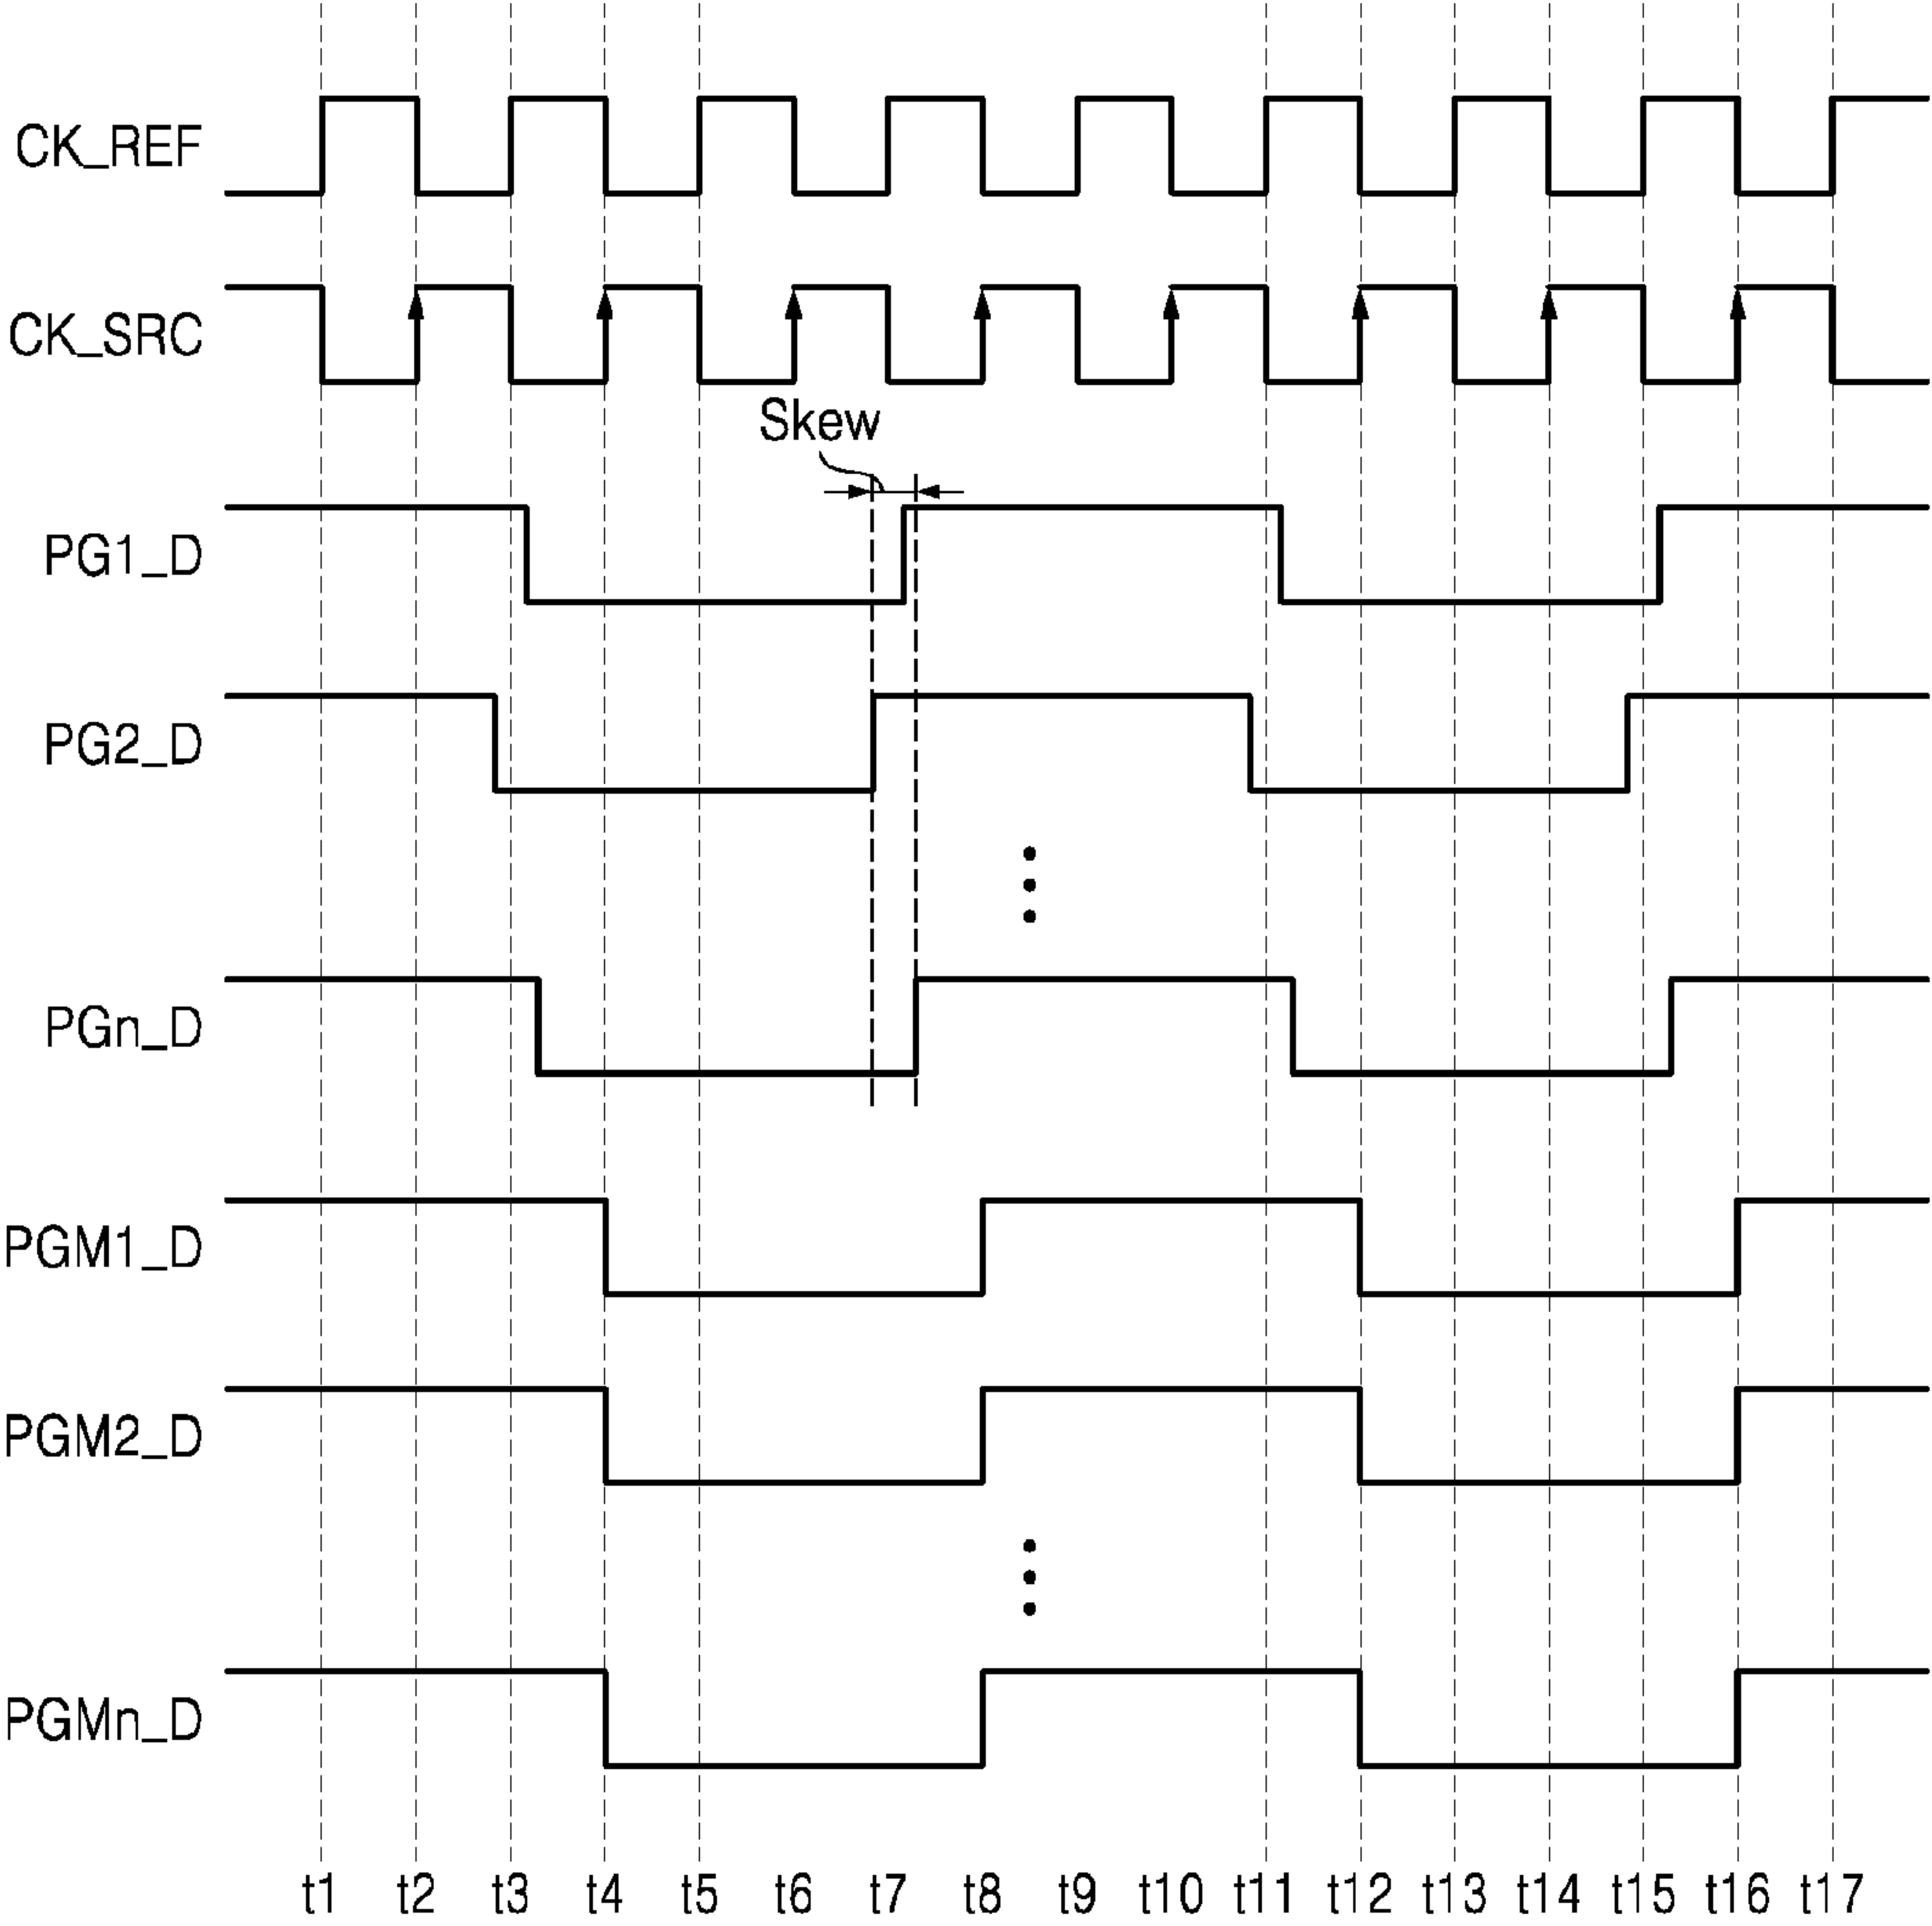 CK_REF
CK_SRC
Skew
PG1_D
PG2_D
PGn_D
PGM1_D
PGM2_D
PGMn_D
t1 t2 t3 t4 t5 t6 t7 t8 t9 t10 t11 t12 t13 t14 t15 t16 t17